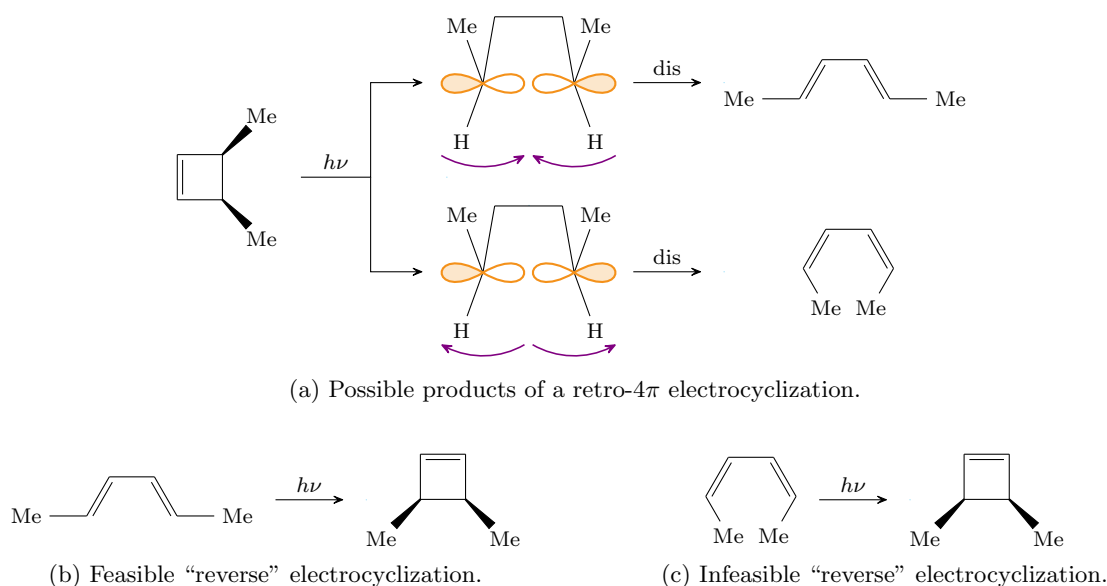 Me
Me
hν
Me
Me
H
H
dis
Me
Me
Me
Me
H
H
dis
Me
Me
(a) Possible products of a retro-4π electrocyclization.
Me
Me
hν
Me
Me
(b) Feasible “reverse” electrocyclization.
Me
Me
hν
Me
Me
(c) Infeasible “reverse” electrocyclization.